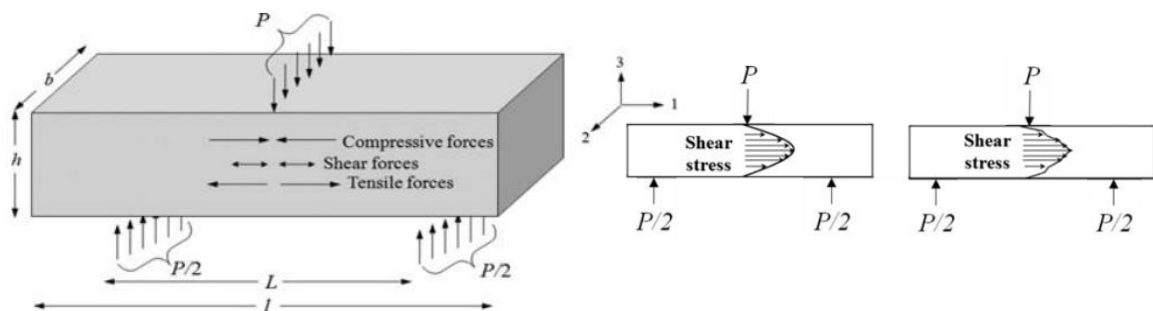 P
b
h
Compressive forces
Shear forces
Tensile forces
P/2
P/2
L
l
3
1
2
P
Shear
stress
P/2
P/2
P
Shear
stress
P/2
P/2